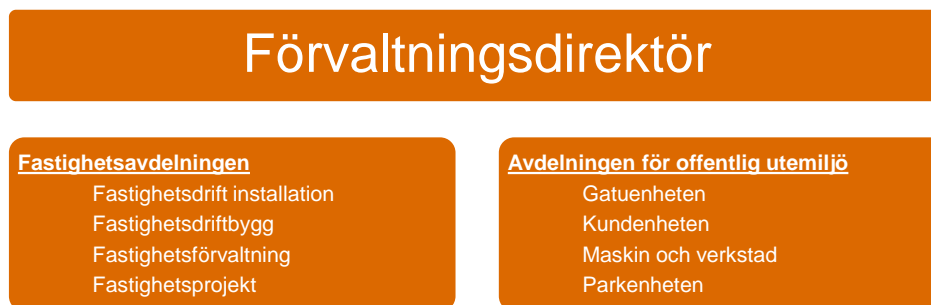 Förvaltningsdirektör
Fastighetsavdelningen
Fastighetsdrift installation
Fastighetsdriftbygg
Fastighetsförvaltning
Fastighetsprojekt
Avdelningen för offentlig utemiljö
Gatuenheten
Kundenheten
Maskin och verkstad
Parkenheten